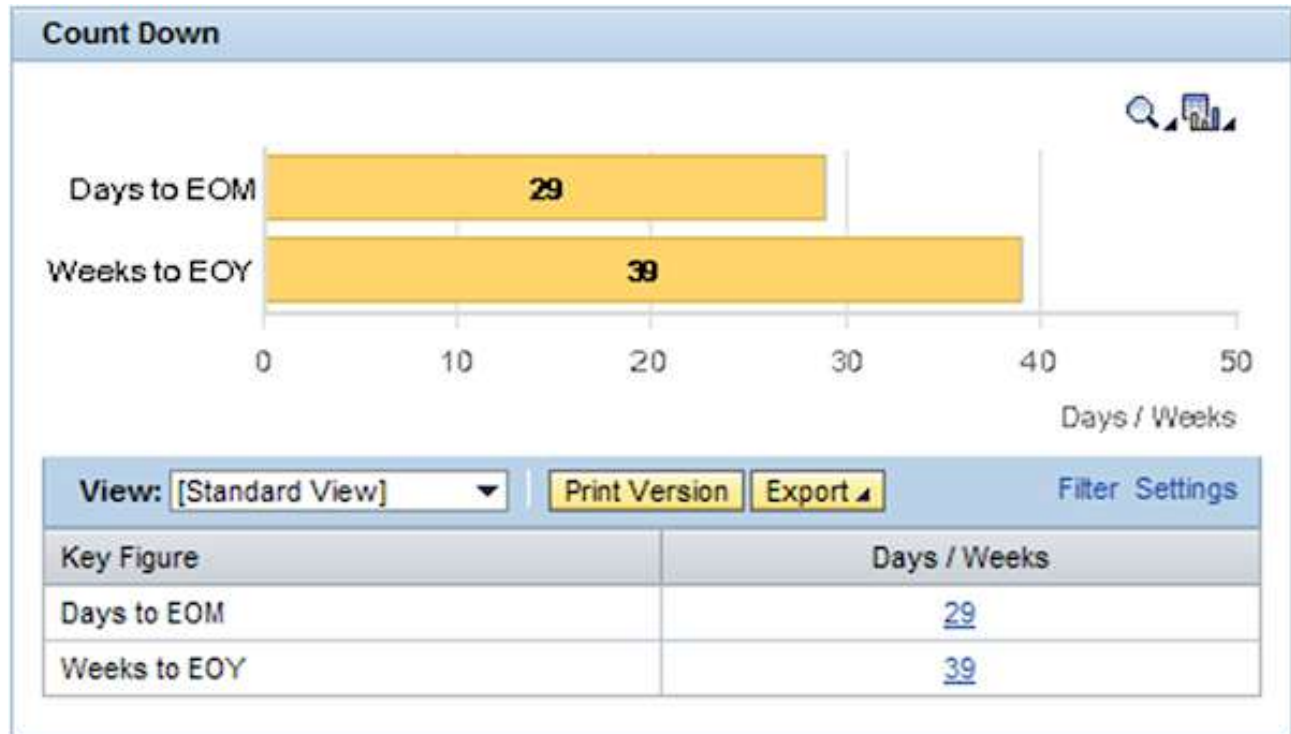 Count Down
Days to EOM 29
Weeks to EOY 39
0 10 20 30 40 50
Days / Weeks
View: [Standard View] Print Version Export Filter Settings
Key Figure Days / Weeks
Days to EOM 29
Weeks to EOY 39